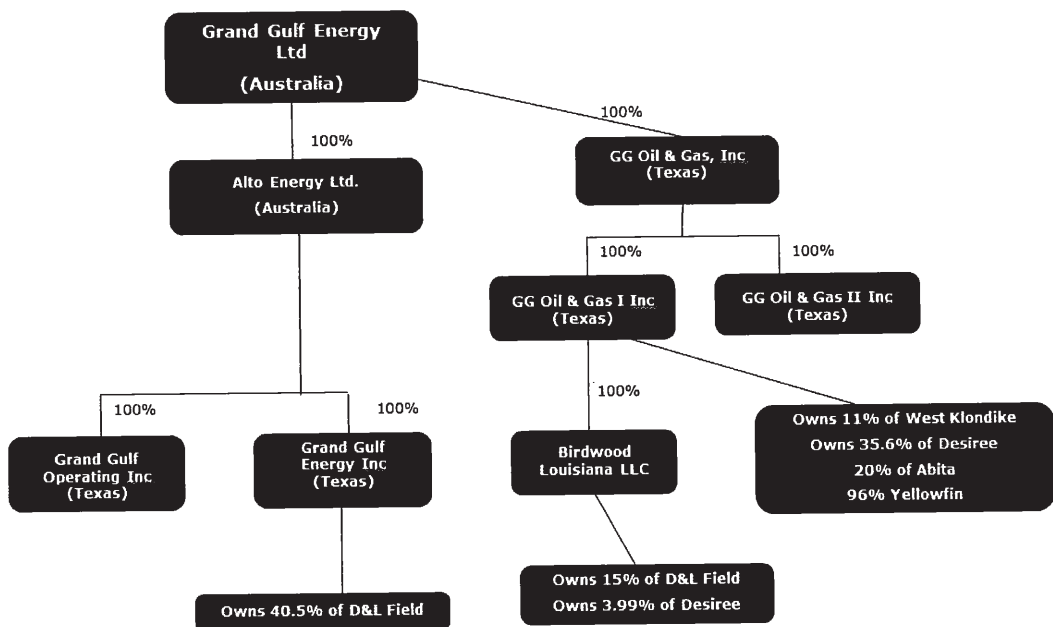 Grand Gulf Energy
Ltd
(Australia)
100%
100%
GG Oil & Gas, Inc
(Texas)
Alto Energy Ltd.
(Australia)
100%
100%
GG Oil & Gas I Inc
(Texas)
GG Oil & Gas II Inc
(Texas)
100%
100%
100%
Grand Gulf
Operating Inc
(Texas)
Grand Gulf
Energy Inc
(Texas)
Birdwood
Louisiana LLC
Owns 11% of West Klondike
Owns 35.6% of Desiree
20% of Abita
96% Yellowfin
Owns 40.5% of D&L Field
Owns 15% of D&L Field
Owns 3.99% of Desiree